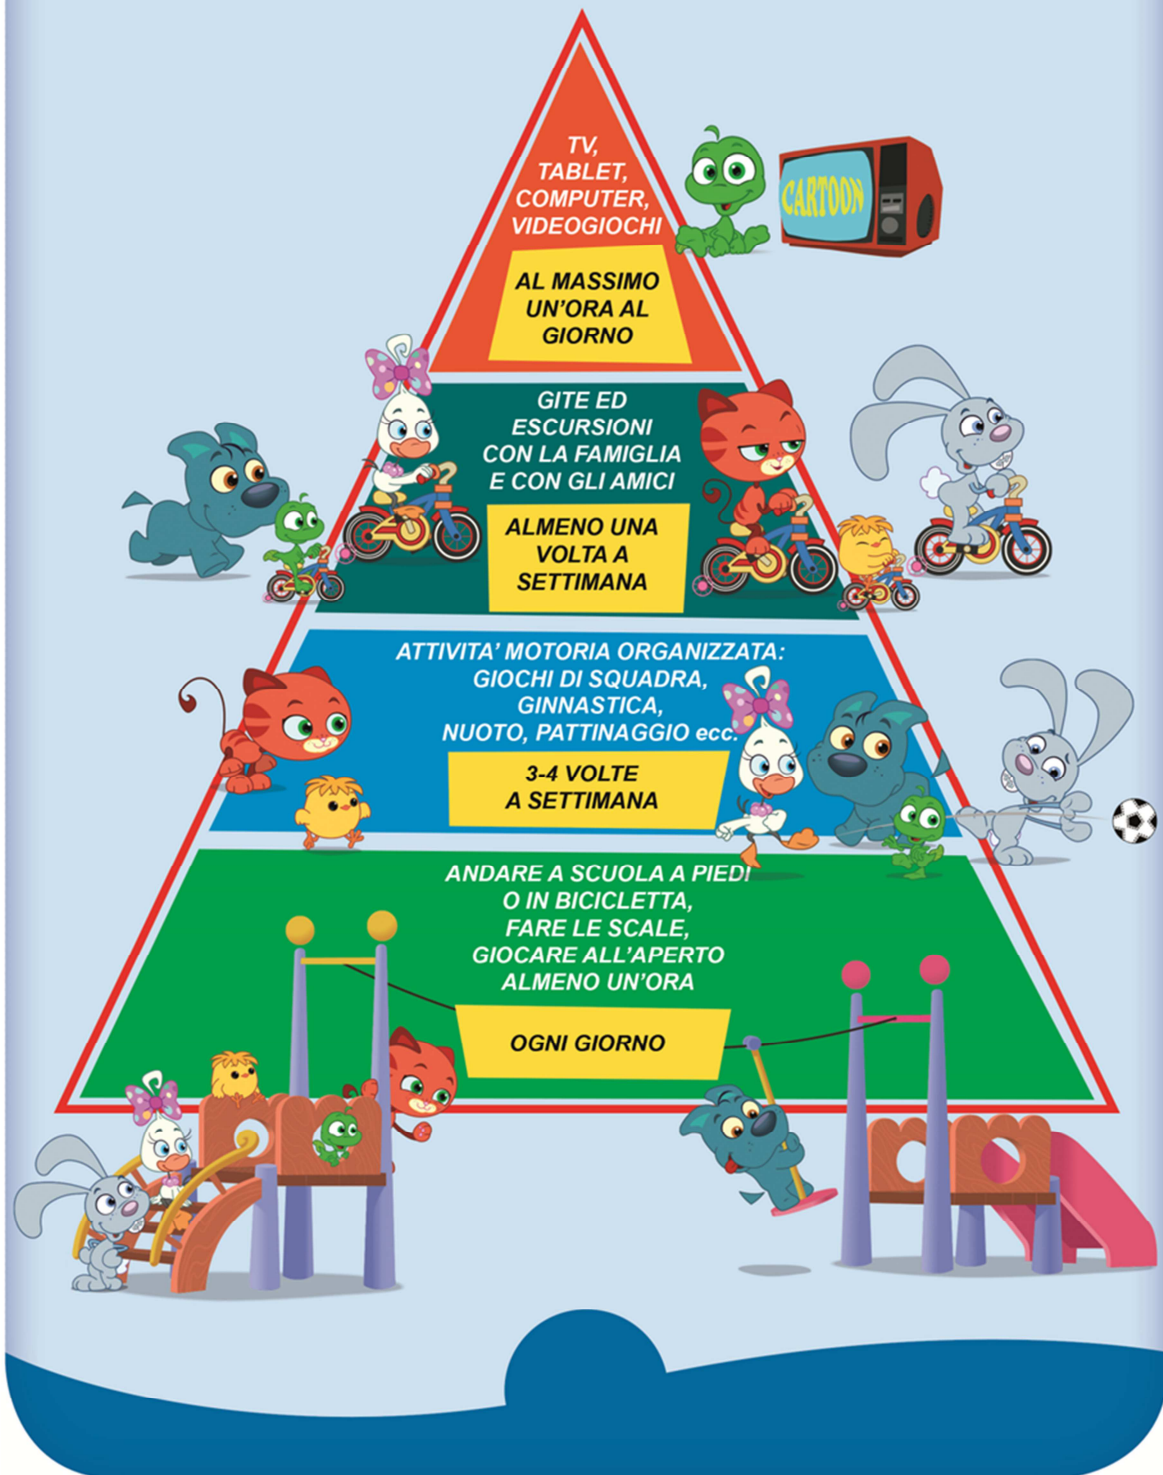 TV,
TABLET,
COMPUTER,
VIDEOGIOCHI
CARTOON
AL MASSIMO
UN'ORA AL
GIORNO
GITE ED
ESCURSIONI
CON LA FAMIGLIA
E CON GLI AMICI
ALMENO UNA
VOLTA A
SETTIMANA
ATTIVITA' MOTORIA ORGANIZZATA:
GIOCHI DI SQUADRA,
GINNASTICA,
NUOTO, PATTINAGGIO ecc.
3-4 VOLTE
A SETTIMANA
ANDARE A SCUOLA A PIEDI
O IN BICICLETTA,
FARE LE SCALE,
GIOCARE ALL'APERTO
ALMENO UN'ORA
OGNI GIORNO